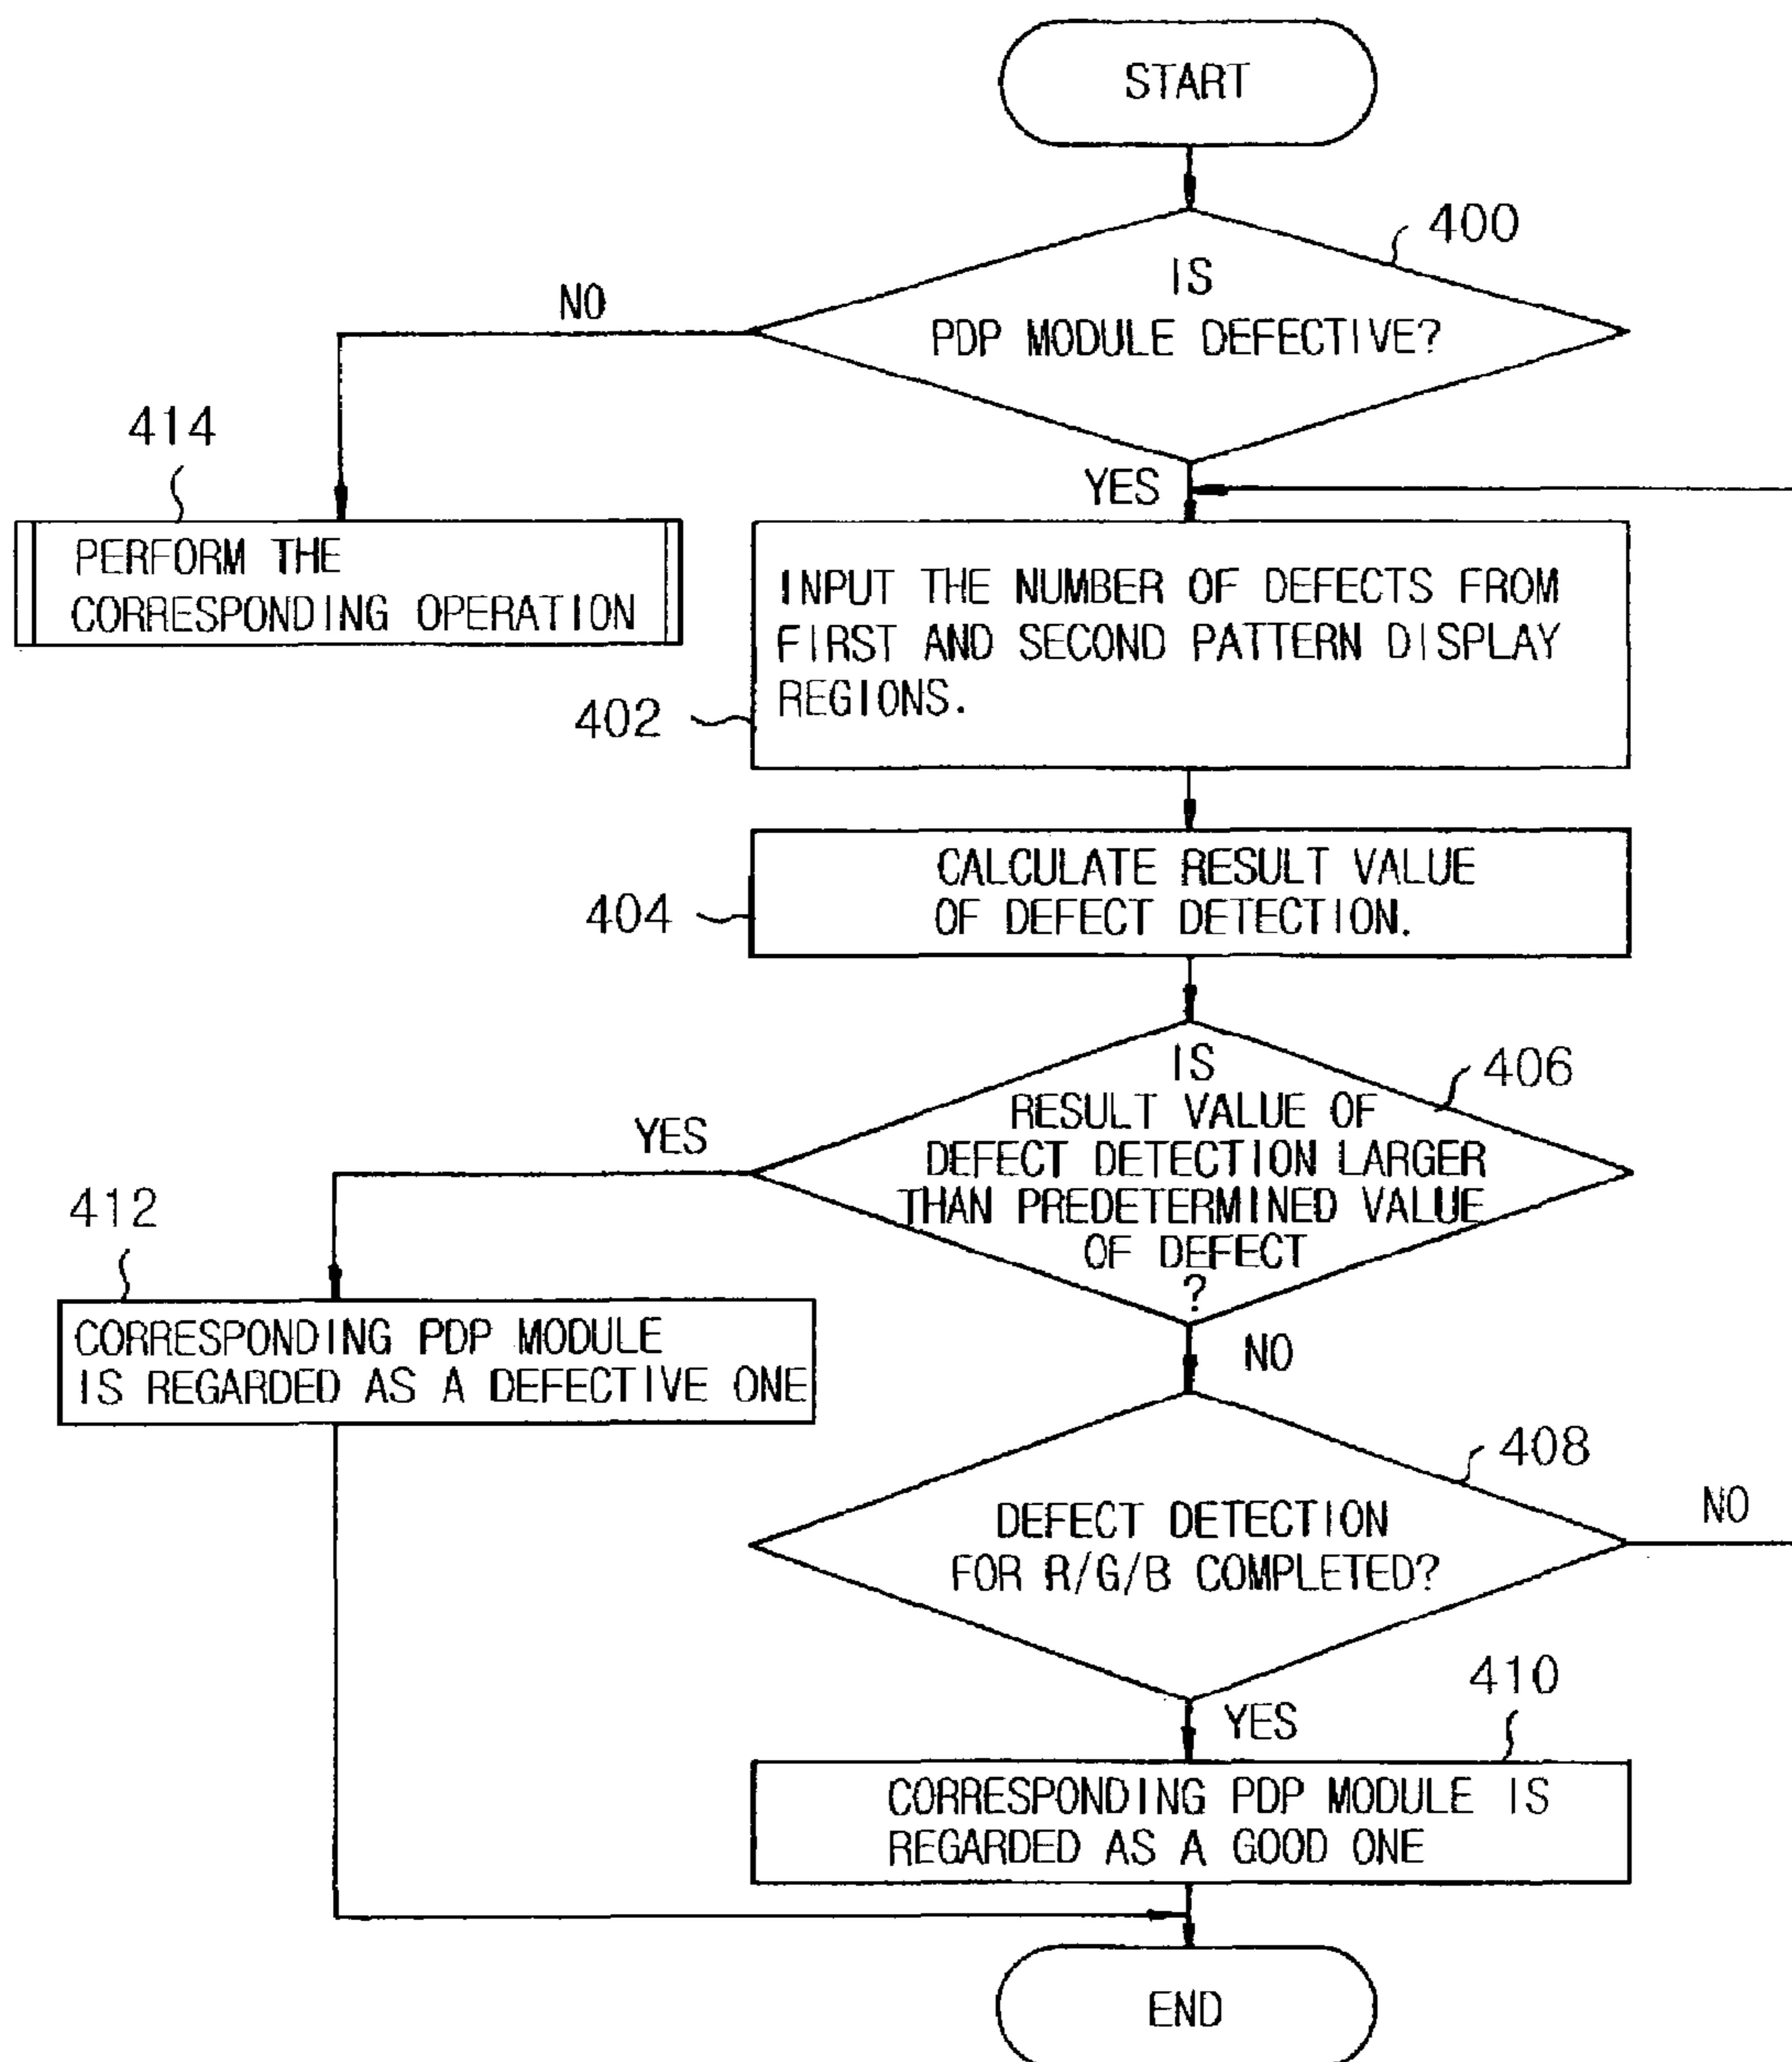 START
400
IS
PDP MODULE DEFECTIVE?
NO
414
YES
PERFORM THE
CORRESPONDING OPERATION
INPUT THE NUMBER OF DEFECTS FROM
FIRST AND SECOND PATTERN DISPLAY
REGIONS.
402
CALCULATE RESULT VALUE
OF DEFECT DETECTION.
404
IS
RESULT VALUE OF
DEFECT DETECTION LARGER
THAN PREDETERMINED VALUE
OF DEFECT
?
406
YES
412
CORRESPONDING PDP MODULE
IS REGARDED AS A DEFECTIVE ONE
NO
408
DEFECT DETECTION
FOR R/G/B COMPLETED?
NO
410
YES
CORRESPONDING PDP MODULE IS
REGARDED AS A GOOD ONE
END